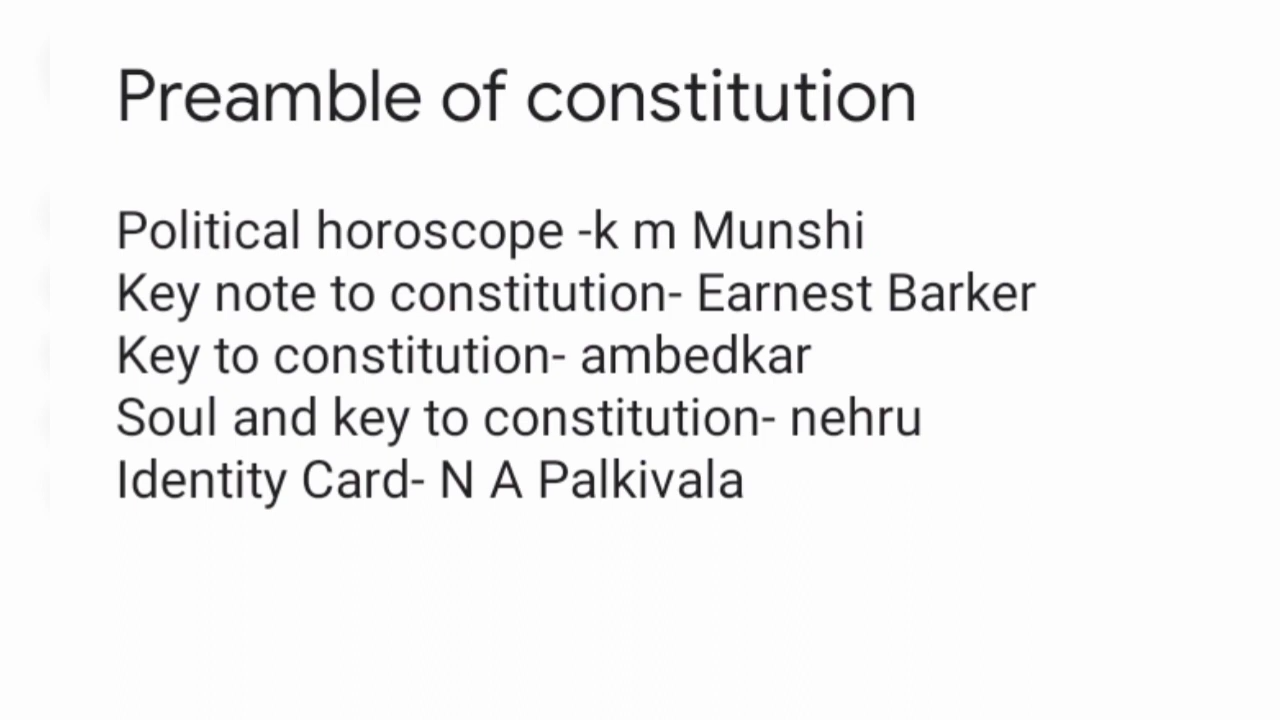 Preamble of constitution
Political horoscope -k m Munshi
Key note to constitution- Earnest Barker
Key to constitution- ambedkar
Soul and key to constitution- nehru
Identity Card- N A Palkivala